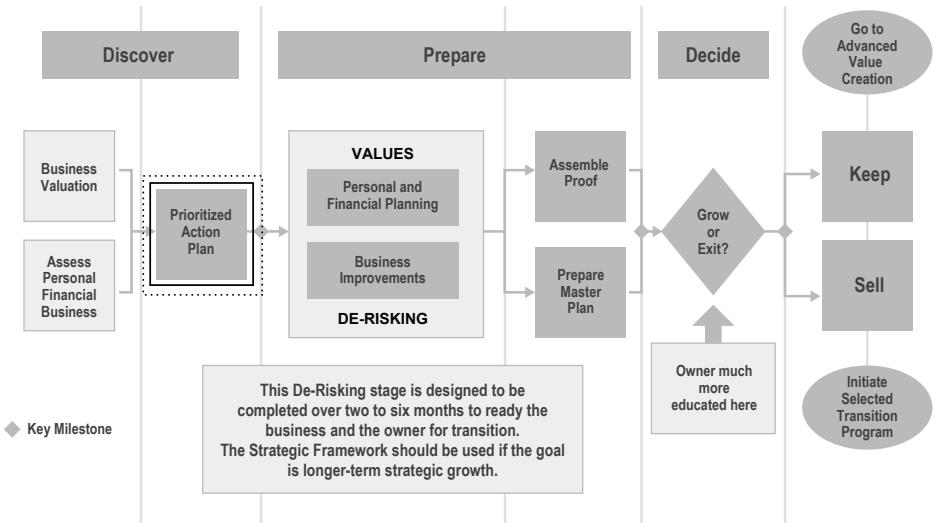 Discover
Prepare
Decide
Go to
Advanced
Value
Creation
Business
Valuation
Assess
Personal
Financial
Business
Prioritized
Action
Plan
VALUES
Personal and
Financial Planning
Business
Improvements
DE-RISKING
Assemble
Proof
Prepare
Master
Plan
Grow
or
Exit?
Keep
Sell
Owner much
more
educated here
Initiate
Selected
Transition
Program
This De-Risking stage is designed to be
completed over two to six months to ready the
business and the owner for transition.
The Strategic Framework should be used if the goal
is longer-term strategic growth.
Key Milestone